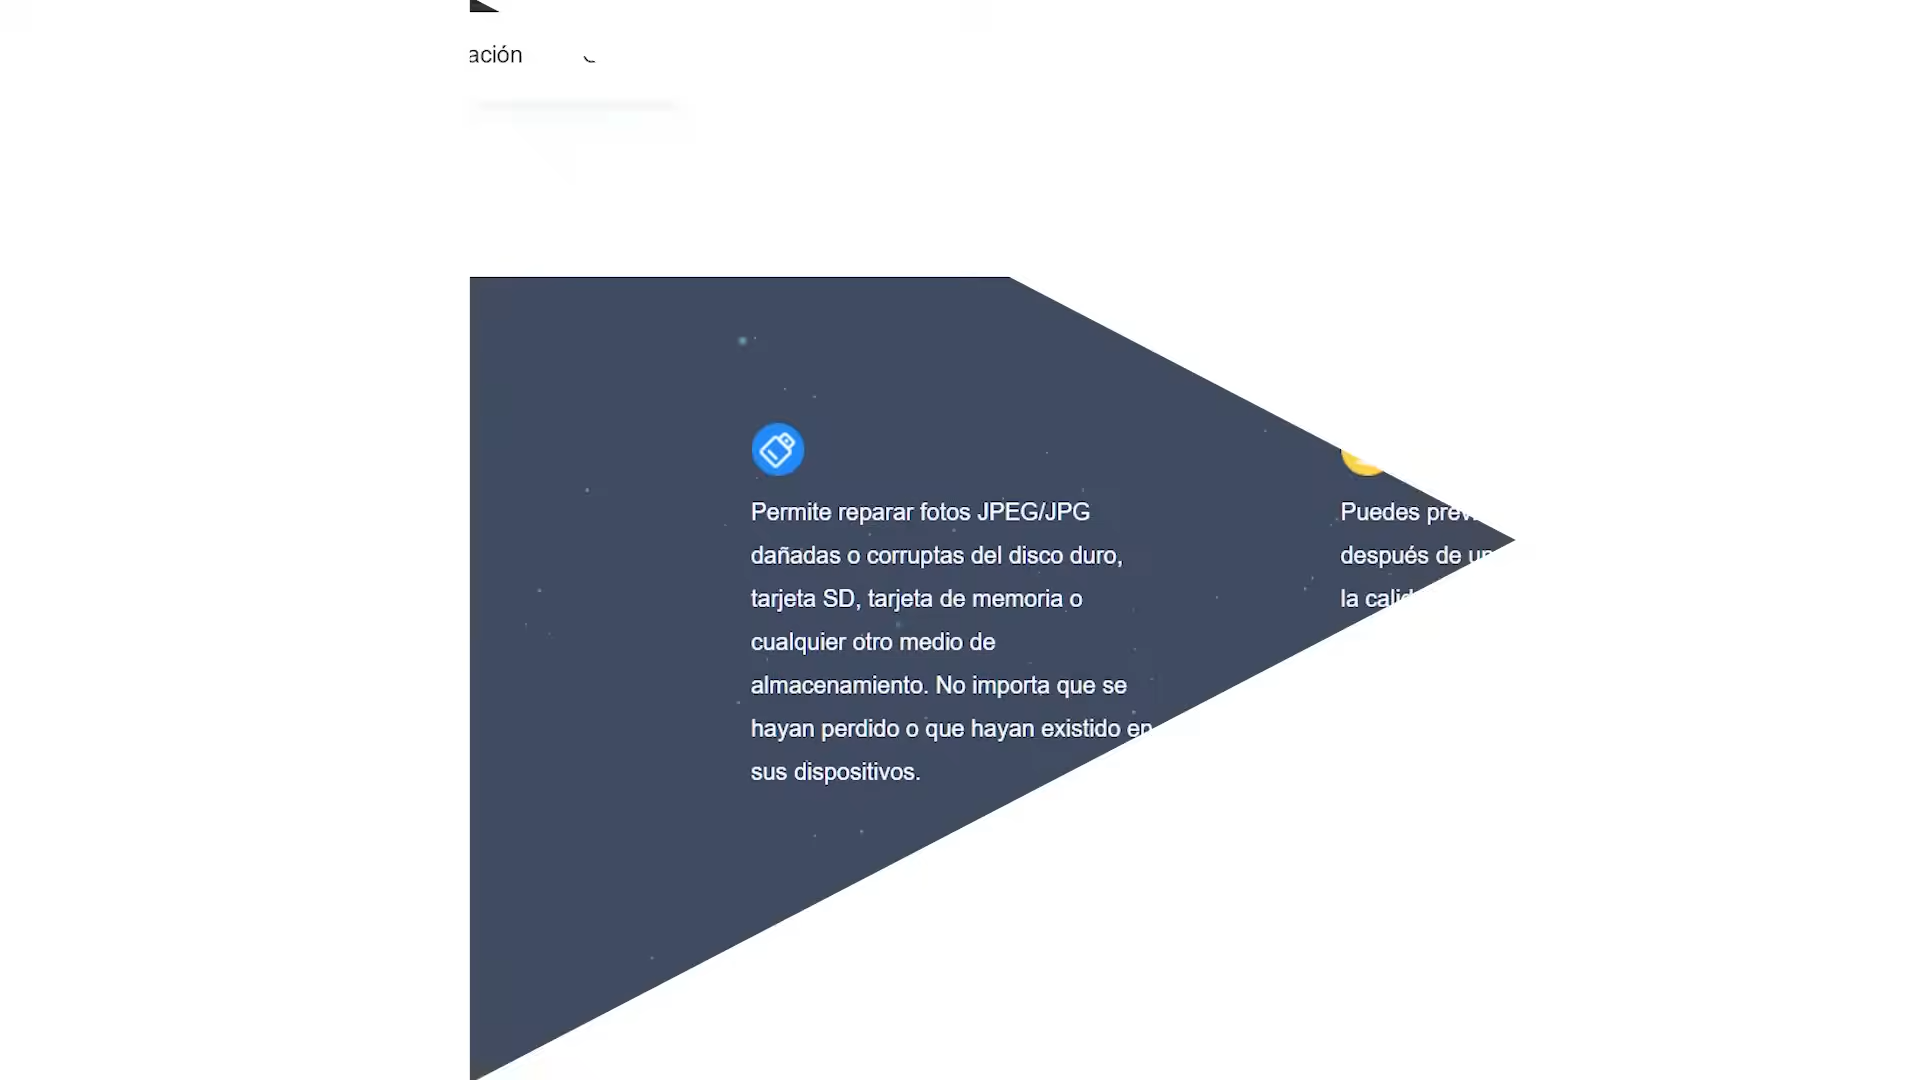 ación
Permite reparar fotos JPEG/JPG
dañadas o corruptas del disco duro,
tarjeta SD, tarjeta de memoria o
cualquier otro medio de
almacenamiento. No importa que se
hayan perdido o que hayan existido en
sus dispositivos.
Puedes
después de
la